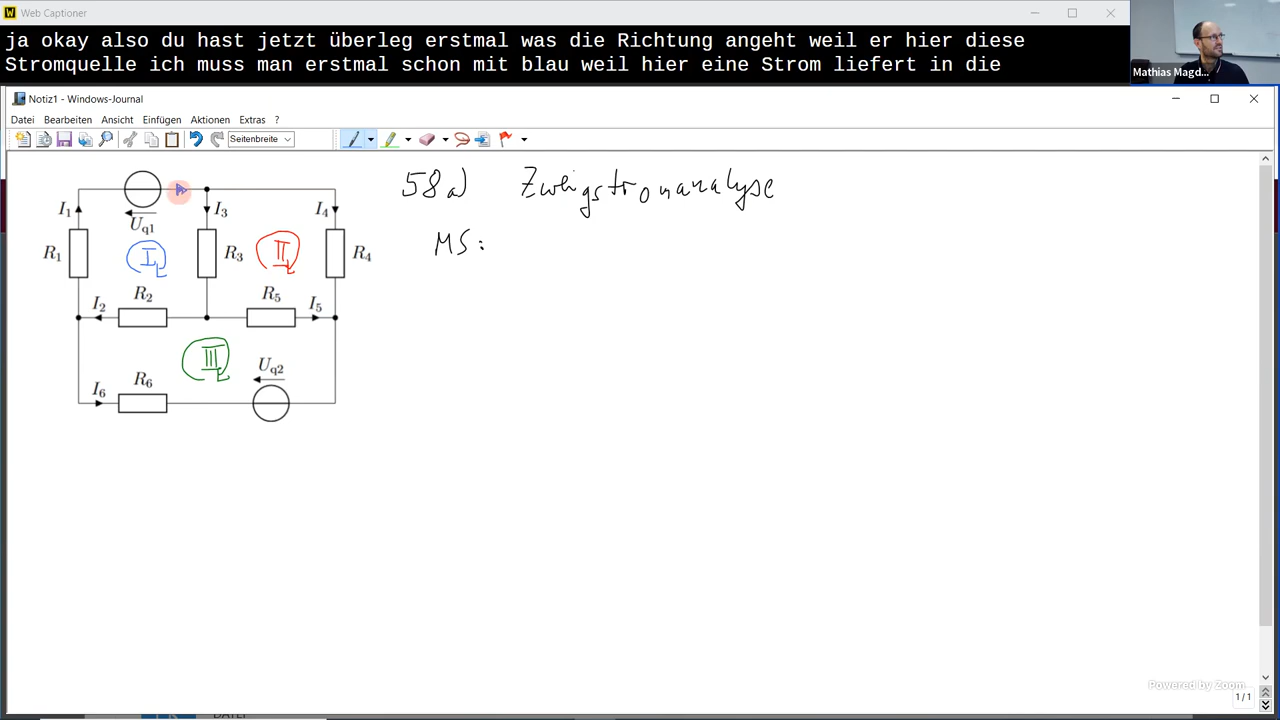 Web Captioner
ja okay also du hast jetzt überleg erstmal was die Richtung angeht weil er hier diese
Stromquelle ich muss man erstmal schon mit blau weil hier eine Strom liefert in die
Mathias Magd...
Notiz1 - Windows-Journal
Datei Bearbeiten Ansicht Einfügen Aktionen Extras ?
Seitenbreite
58a) Zweigstromanalyse
MS:
I1 Uq1 I3 I4
R1 I R3 II R4
I2 R2 R5 I5
III
I6 R6 Uq2
Powered by Zoom
1/1